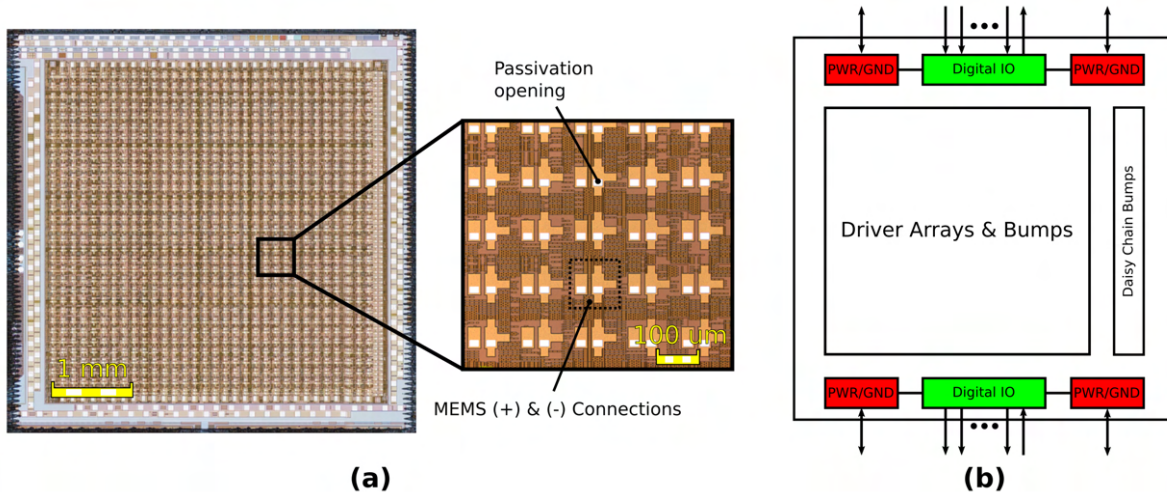 Passivation
opening
1 mm
100 um
MEMS (+) & (-) Connections
(a)
PWR/GND
Digital IO
PWR/GND
Driver Arrays & Bumps
Daisy Chain Bumps
PWR/GND
Digital IO
PWR/GND
(b)